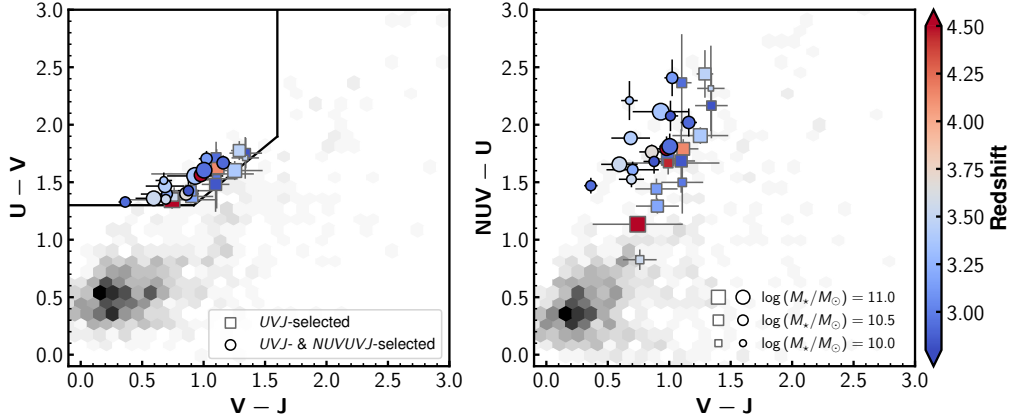 3.0
2.5
2.0
1.5
1.0
0.5
0.0
U − V
0.0 0.5 1.0 1.5 2.0 2.5 3.0
V − J
UVJ-selected
UVJ- & NUVUVJ-selected
3.0
2.5
2.0
1.5
1.0
0.5
0.0
NUV − U
0.0 0.5 1.0 1.5 2.0 2.5 3.0
V − J
log (M⋆/M⊙) = 11.0
log (M⋆/M⊙) = 10.5
log (M⋆/M⊙) = 10.0
4.50
4.25
4.00
3.75
3.50
3.25
3.00
Redshift